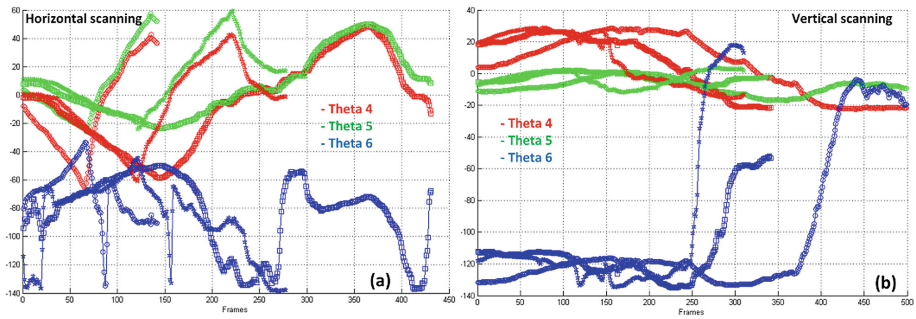 Horizontal scanning
60
40
20
0
-20
-40
-60
-80
-100
-120
-140
0 50 100 150 200 250 300 350 400 450
Frames
- Theta 4
- Theta 5
- Theta 6
(a)
Vertical scanning
40
20
0
-20
-40
-60
-80
-100
-120
-140
0 50 100 150 200 250 300 350 400 450 500
Frames
- Theta 4
- Theta 5
- Theta 6
(b)